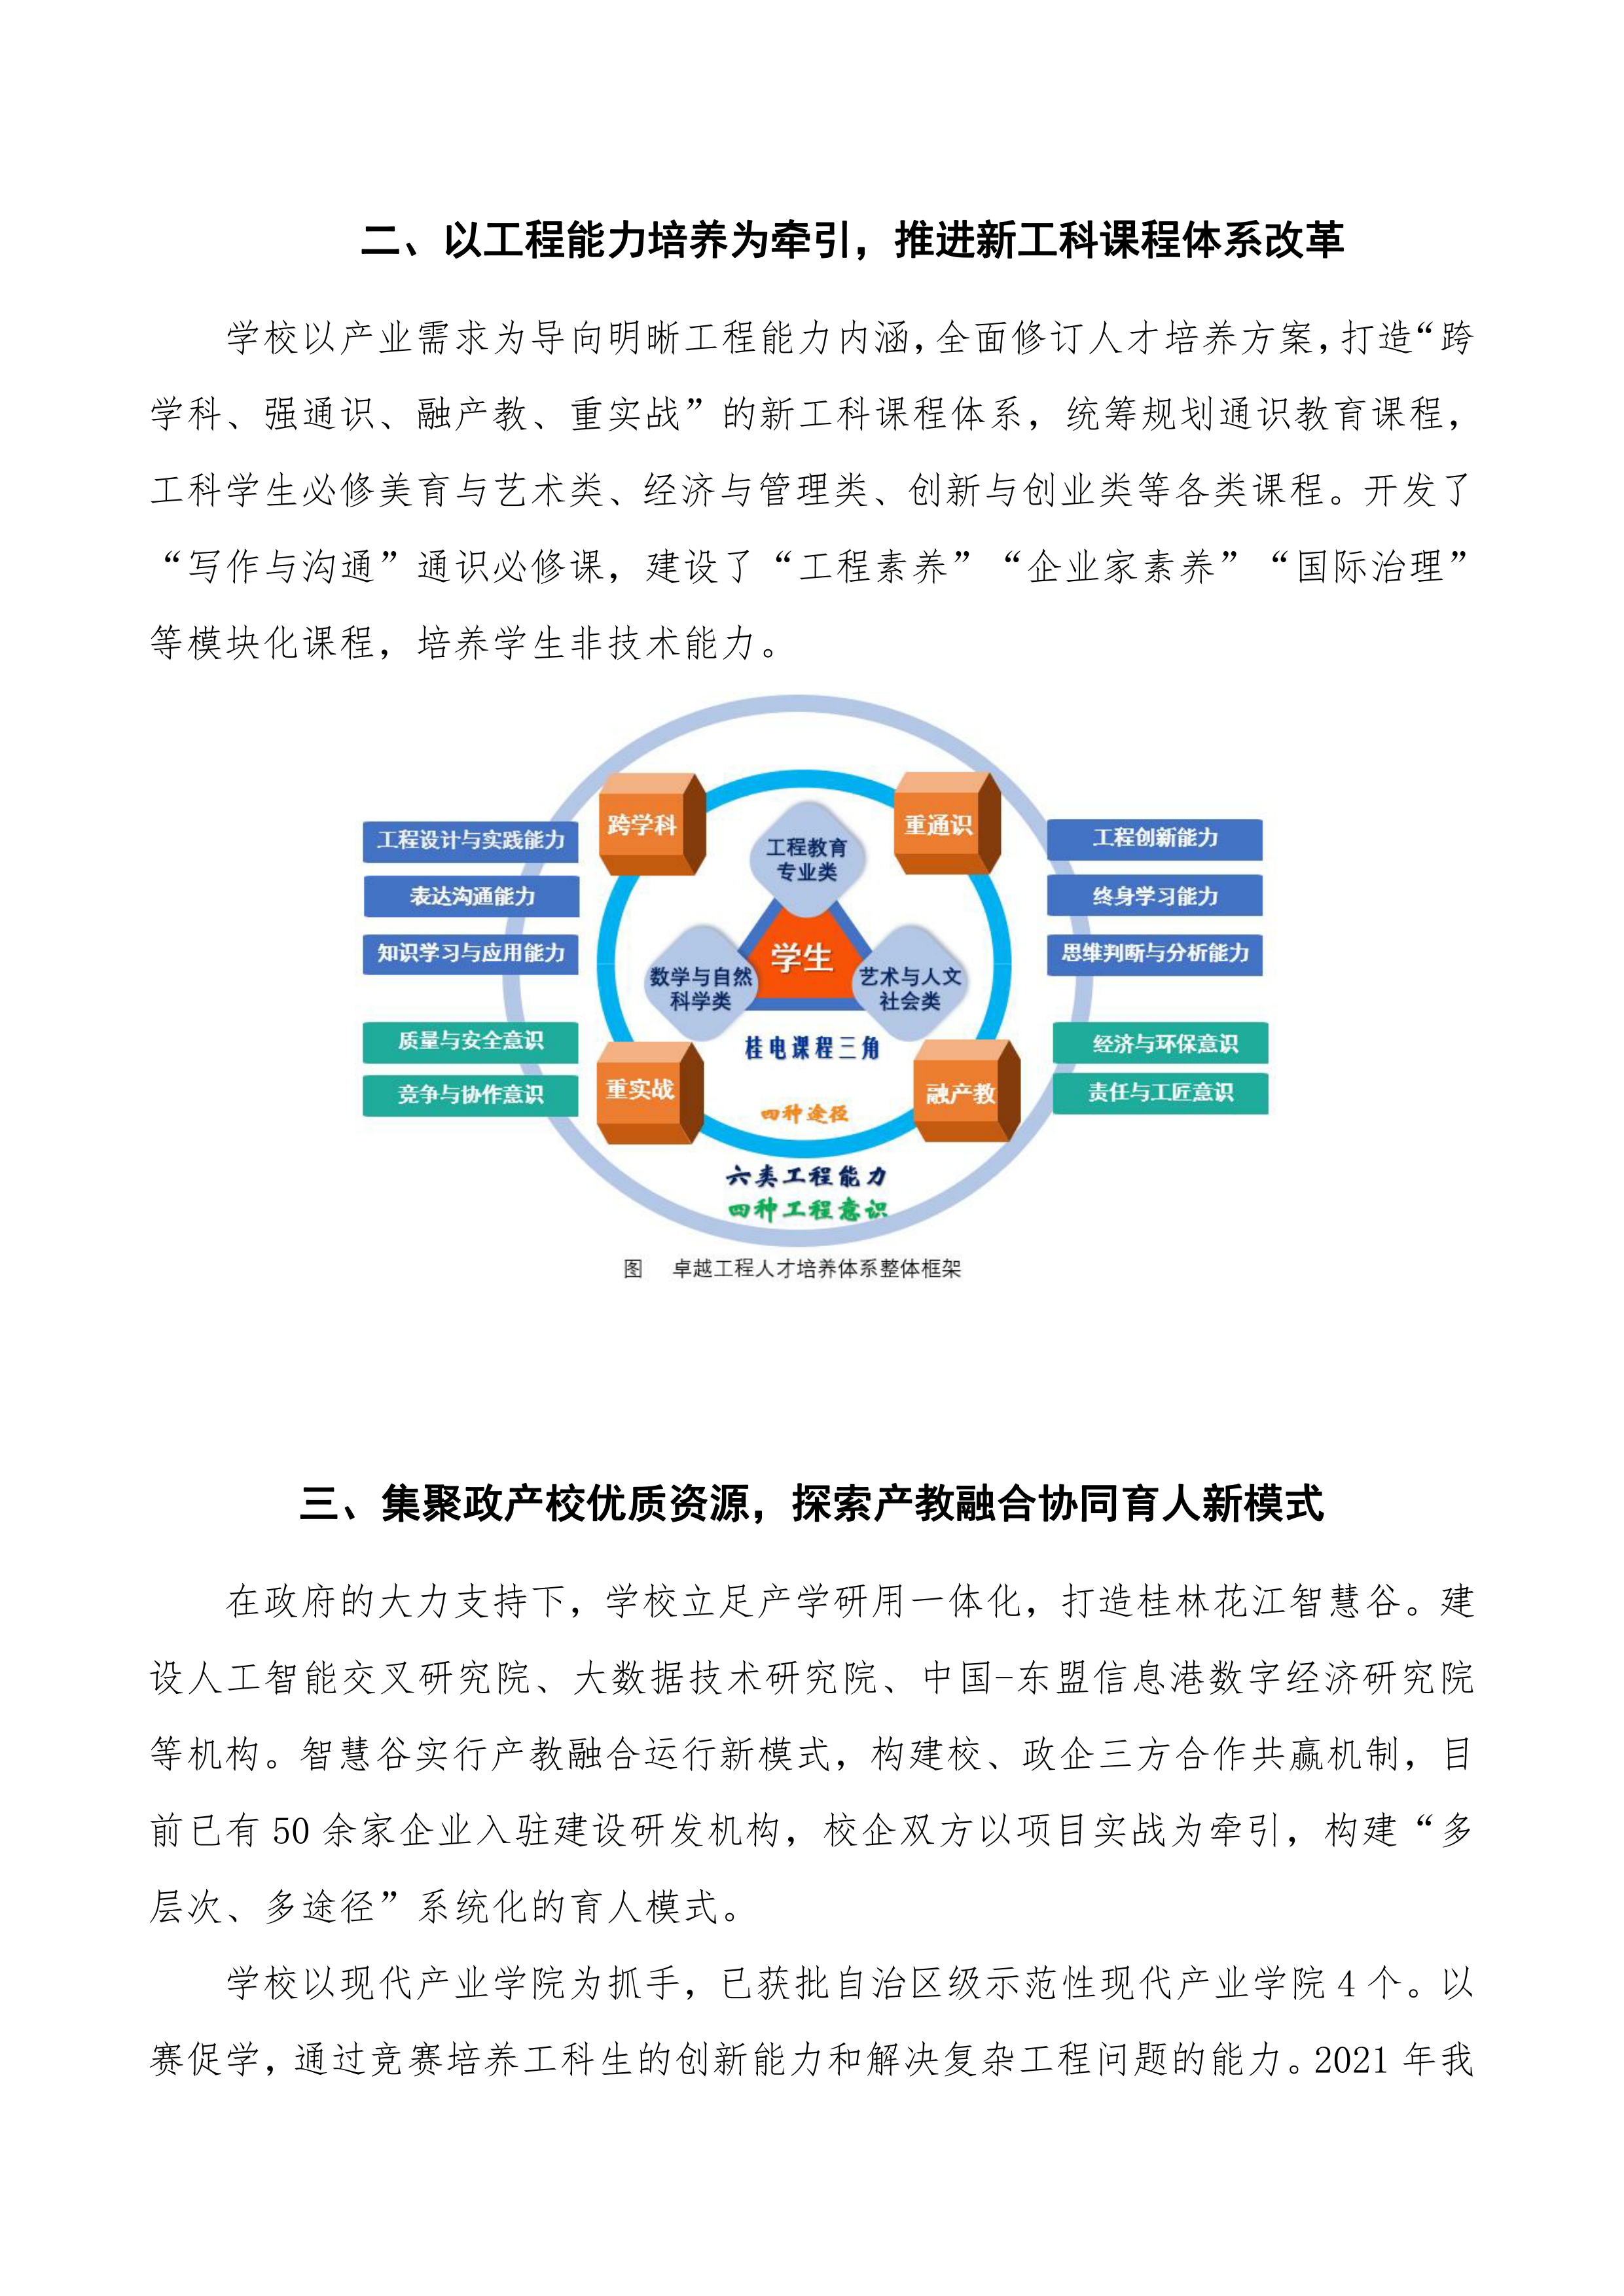 二、以工程能力培养为牵引，推进新工科课程体系改革
学校以产业需求为导向明晰工程能力内涵，全面修订人才培养方案，打造“跨
学科、强通识、融产教、重实战”的新工科课程体系，统筹规划通识教育课程，
工科学生必修美育与艺术类、经济与管理类、创新与创业类等各类课程。开发了
“写作与沟通”通识必修课，建设了“工程素养”“企业家素养”“国际治理”
等模块化课程，培养学生非技术能力。
跨学科
重通识
工程设计与实践能力
表达沟通能力
知识学习与应用能力
工程教育
专业类
工程创新能力
终身学习能力
思维判断与分析能力
学生
数学与自然
科学类
艺术与人文
社会类
质量与安全意识
竞争与协作意识
桂电课程三角
经济与环保意识
责任与工匠意识
重实战
融产教
四种途径
六类工程能力
四种工程意识
图 卓越工程人才培养体系整体框架
三、集聚政产校优质资源，探索产教融合协同育人新模式
在政府的大力支持下，学校立足产学研用一体化，打造桂林花江智慧谷。建
设人工智能交叉研究院、大数据技术研究院、中国-东盟信息港数字经济研究院
等机构。智慧谷实行产教融合运行新模式，构建校、政企三方合作共赢机制，目
前已有 50 余家企业入驻建设研发机构，校企双方以项目实战为牵引，构建“多
层次、多途径”系统化的育人模式。
学校以现代产业学院为抓手，已获批自治区级示范性现代产业学院 4 个。以
赛促学，通过竞赛培养工科生的创新能力和解决复杂工程问题的能力。2021 年我